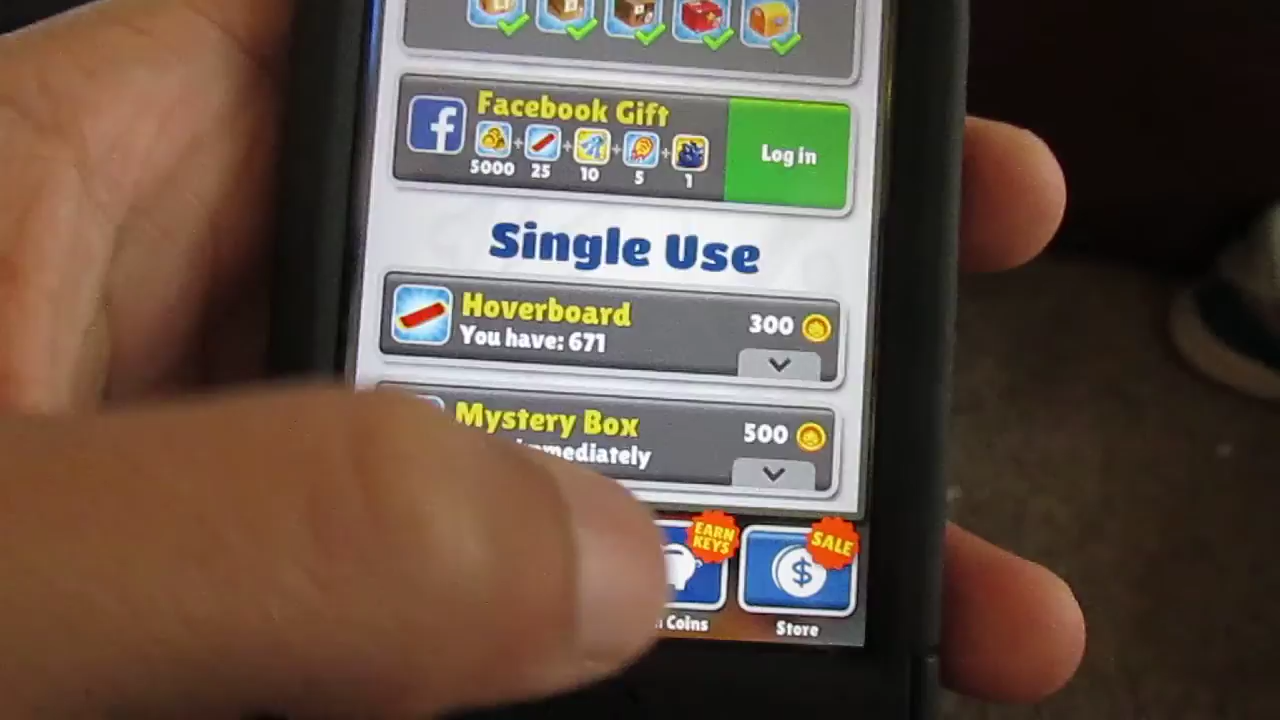 Facebook Gift
5000 + 25 + 10 + 5 + 1
Log in
Single Use
Hoverboard
You have: 671
300
Mystery Box
500
immediately
EARN KEYS
SALE
Coins
Store